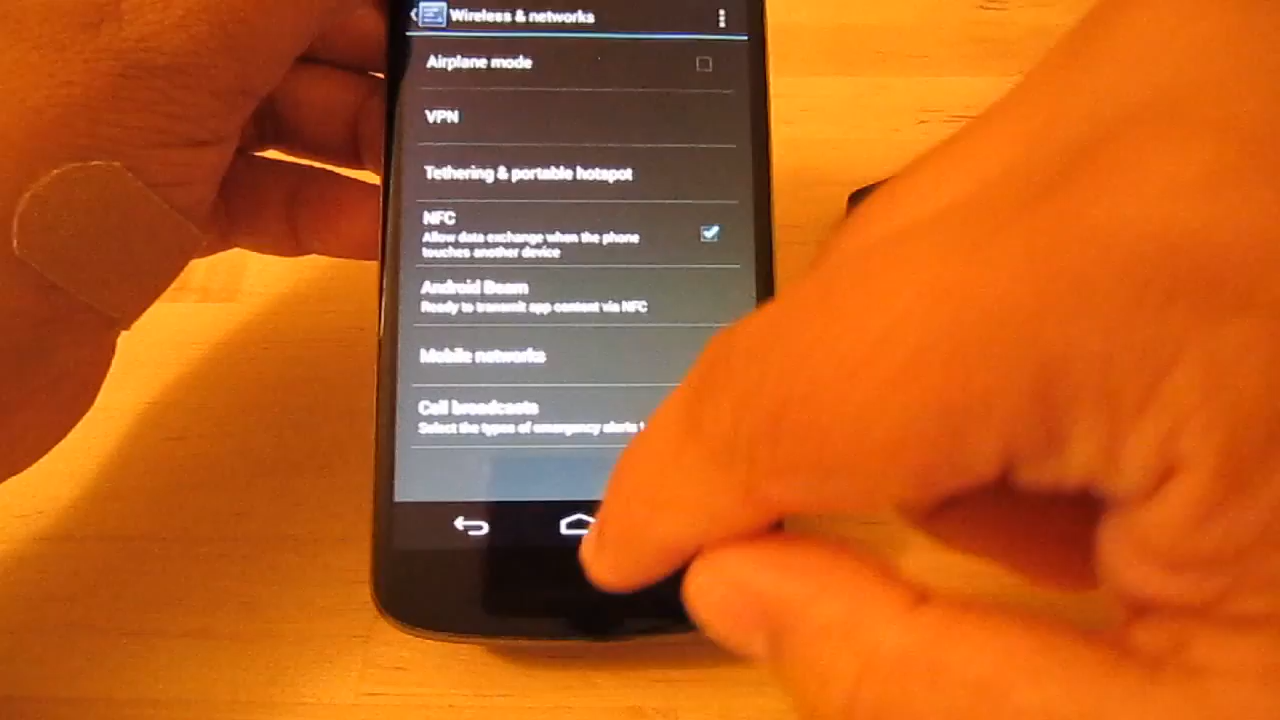 Wireless & networks
Airplane mode
VPN
Tethering & portable hotspot
NFC
Allow data exchange when the phone
touches another device
Android Beam
Ready to transmit app content via NFC
Mobile networks
Cell broadcasts
Select the types of emergency alerts